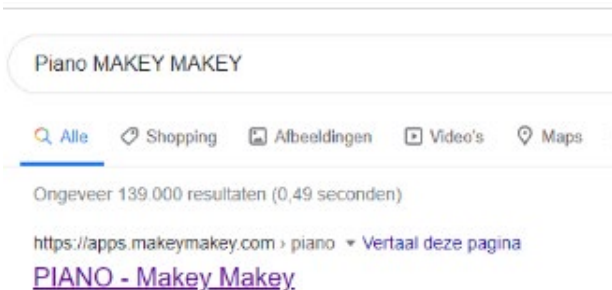 Piano MAKEY MAKEY
Alle Shopping Afbeeldingen Video's Maps
Ongeveer 139.000 resultaten (0,49 seconden)
https://apps.makeymakey.com › piano ▾ Vertaal deze pagina
PIANO - Makey Makey